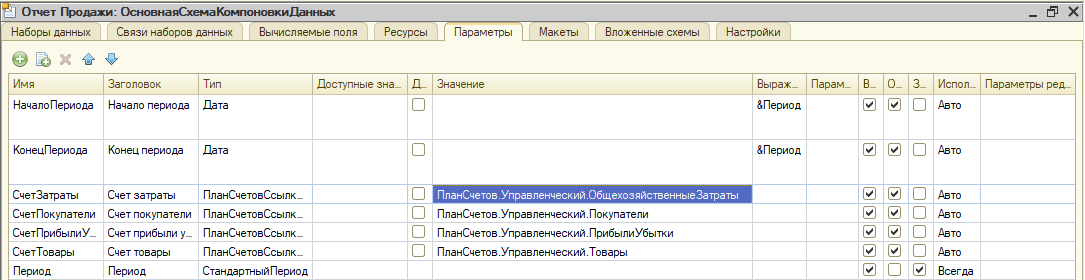 Отчет Продажи: ОсновнаяСхемаКомпоновкиДанных
Наборы данных Связи наборов данных Вычисляемые поля Ресурсы Параметры Макеты Вложенные схемы Настройки
Имя Заголовок Тип Доступные зна... Д... Значение Выраж... Парам... В... О... З... Испол... Параметры ред...
НачалоПериода Начало периода Дата &Период Авто
КонецПериода Конец периода Дата &Период Авто
СчетЗатраты Счет затраты ПланСчетовСсылк... ПланСчетов.Управленческий.ОбщехозяйственныеЗатраты Авто
СчетПокупатели Счет покупатели ПланСчетовСсылк... ПланСчетов.Управленческий.Покупатели Авто
СчетПрибылиУ... Счет прибыли у... ПланСчетовСсылк... ПланСчетов.Управленческий.ПрибылиУбытки Авто
СчетТовары Счет товары ПланСчетовСсылк... ПланСчетов.Управленческий.Товары Авто
Период Период СтандартныйПериод Всегда